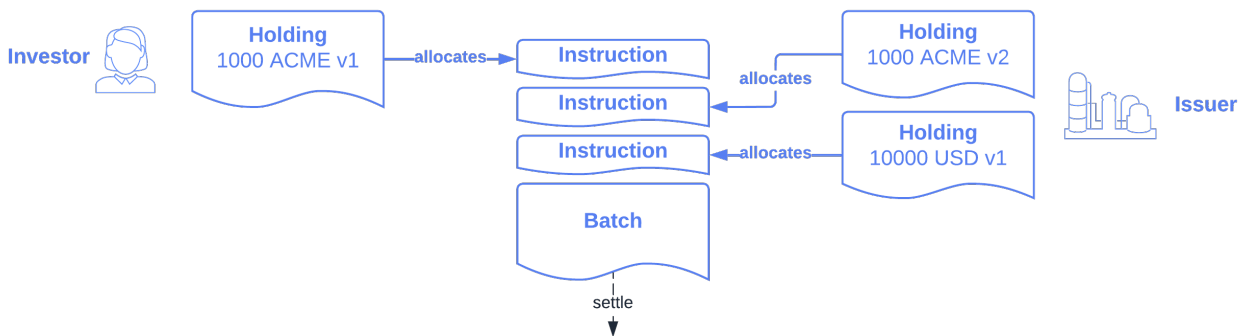 Investor
Holding
1000 ACME v1
allocates
Instruction
Instruction
Instruction
Batch
settle
allocates
allocates
Holding
1000 ACME v2
Holding
10000 USD v1
Issuer